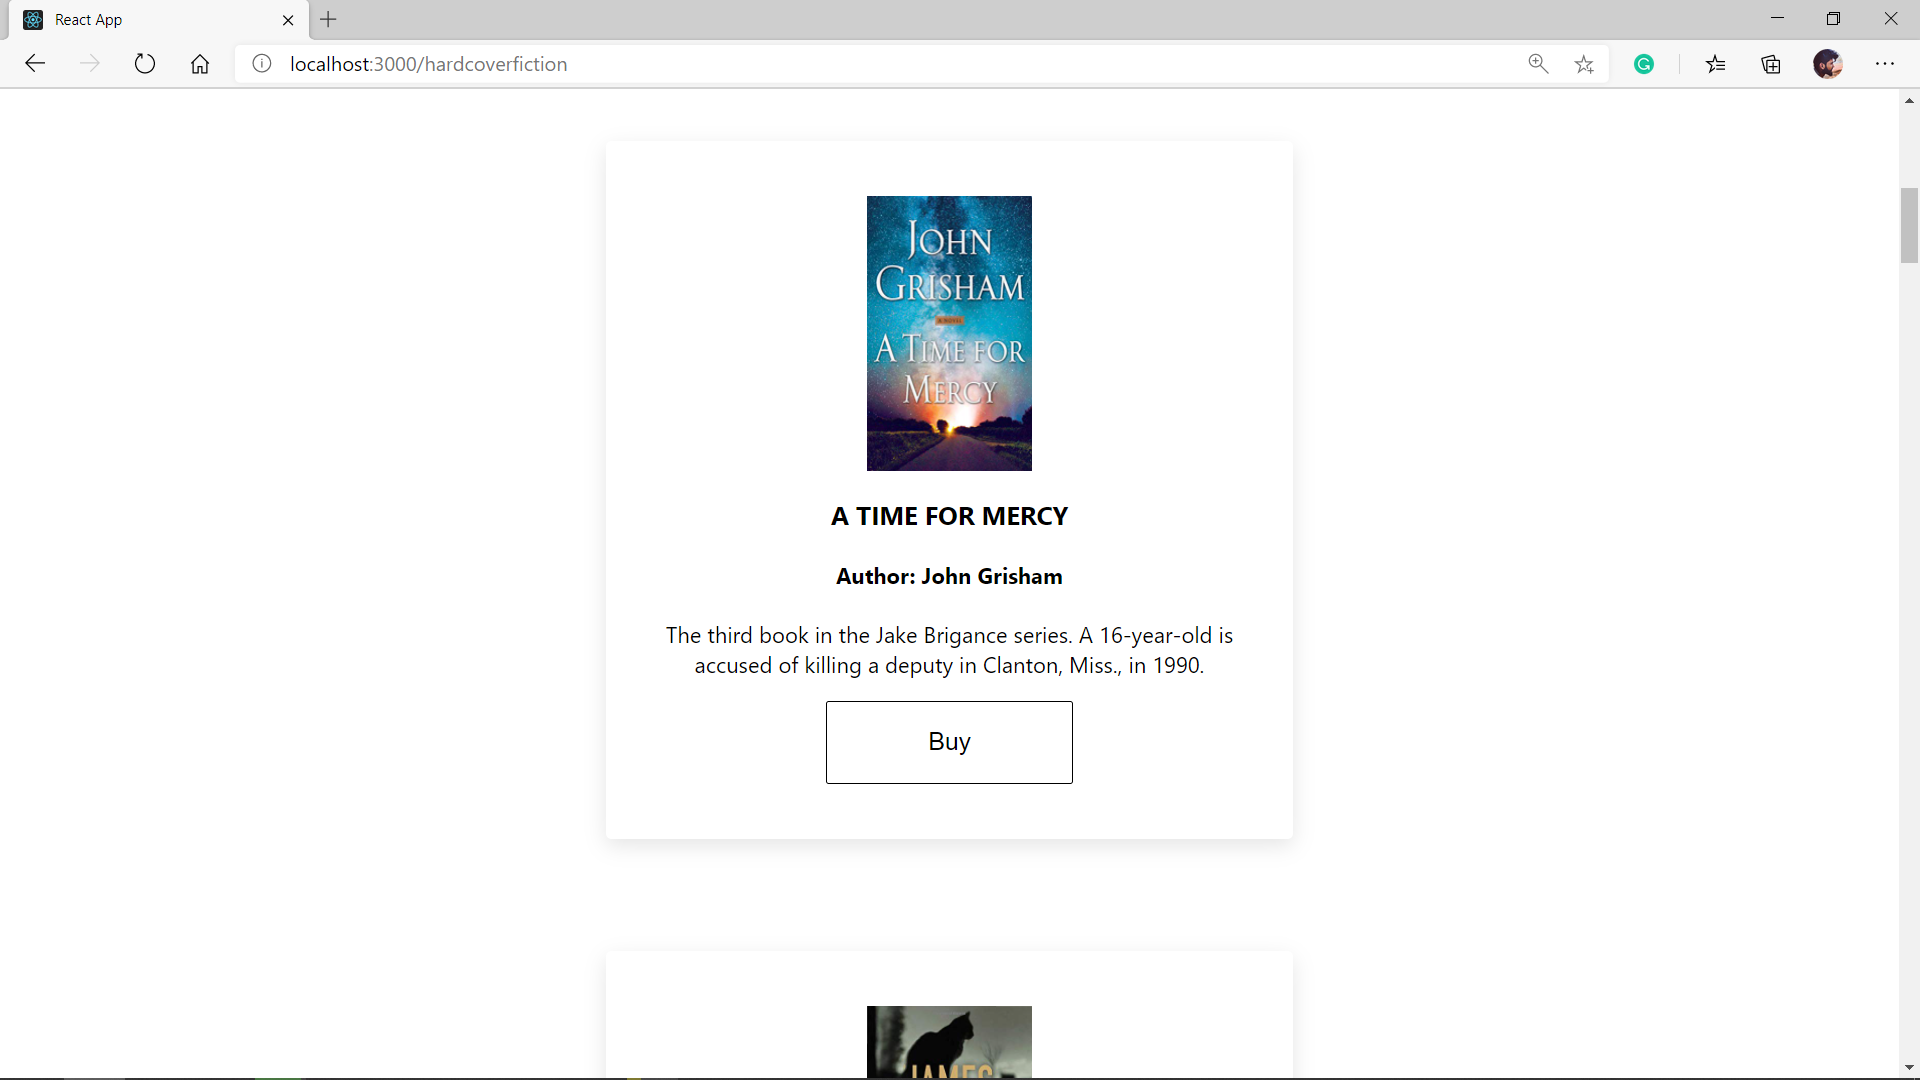 React App
localhost:3000/hardcoverfiction
JOHN
GRISHAM
A TIME FOR
MERCY
A TIME FOR MERCY
Author: John Grisham
The third book in the Jake Brigance series. A 16-year-old is
accused of killing a deputy in Clanton, Miss., in 1990.
Buy
JAMES